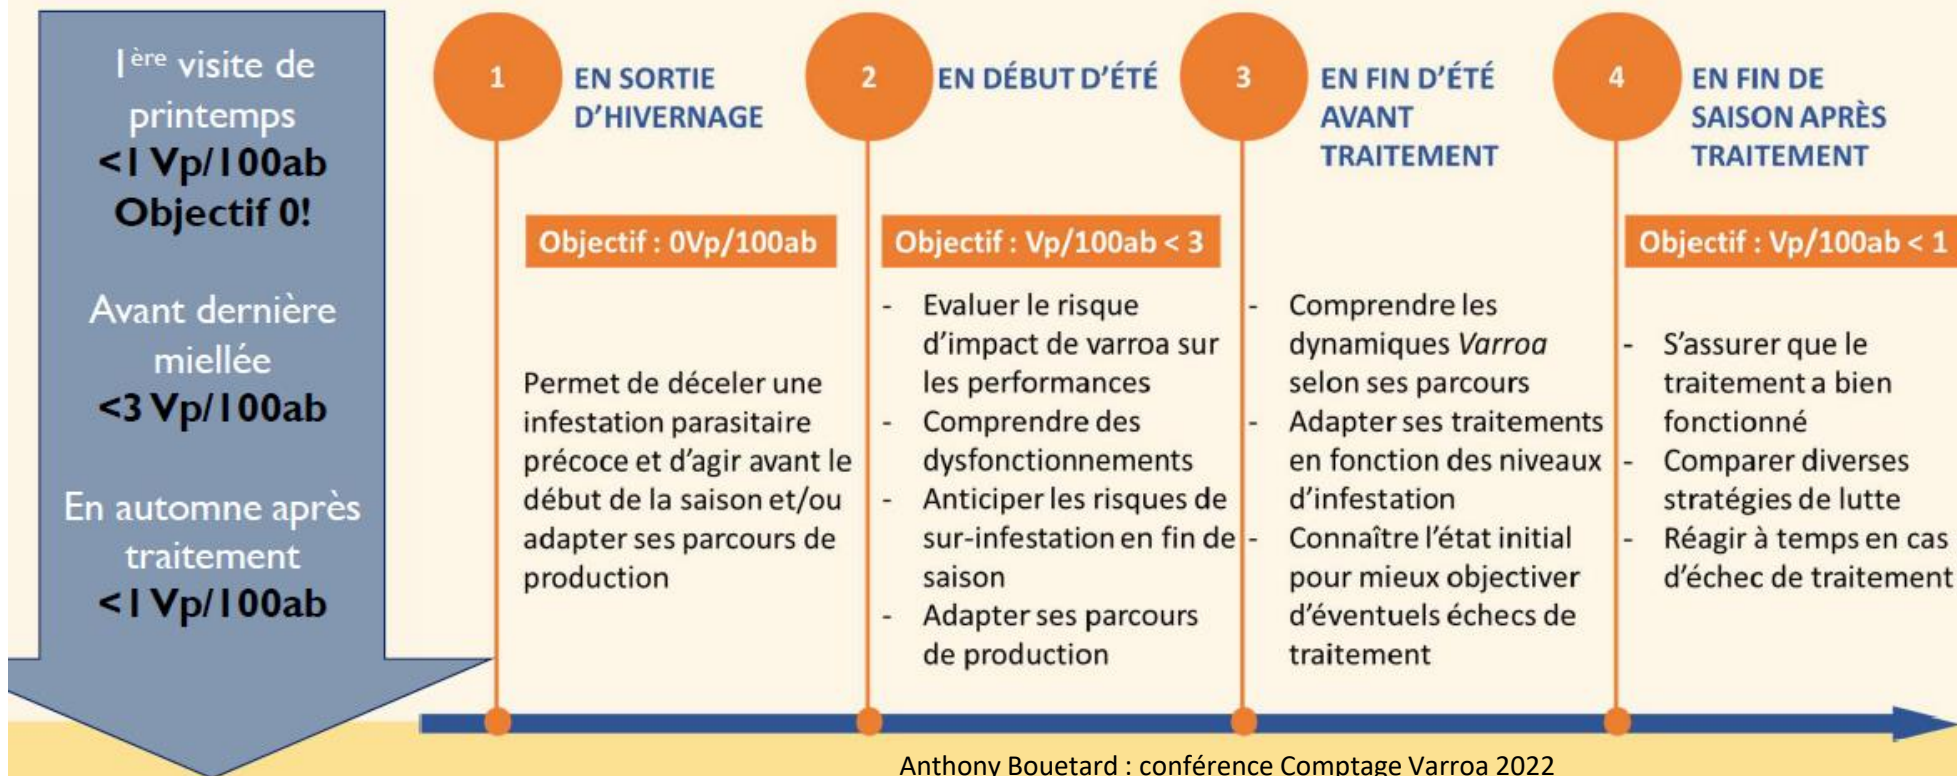 1ère visite de
printemps
<1 Vp/100ab
Objectif 0!
Avant dernière
miellée
<3 Vp/100ab
En automne après
traitement
<1 Vp/100ab
1
EN SORTIE
D'HIVERNAGE
Objectif : 0Vp/100ab
Permet de déceler une
infestation parasitaire
précoce et d'agir avant le
début de la saison et/ou
adapter ses parcours de
production
2
EN DÉBUT D'ÉTÉ
Objectif : Vp/100ab < 3
- Evaluer le risque
d'impact de varroa sur
les performances
- Comprendre des
dysfonctionnements
- Anticiper les risques de
sur-infestation en fin de
saison
- Adapter ses parcours
de production
3
EN FIN D'ÉTÉ
AVANT
TRAITEMENT
- Comprendre les
dynamiques Varroa
selon ses parcours
- Adapter ses traitements
en fonction des niveaux
d'infestation
- Connaître l'état initial
pour mieux objectiver
d'éventuels échecs de
traitement
4
EN FIN DE
SAISON APRÈS
TRAITEMENT
Objectif : Vp/100ab < 1
- S'assurer que le
traitement a bien
fonctionné
- Comparer diverses
stratégies de lutte
- Réagir à temps en cas
d'échec de traitement
Anthony Bouetard : conférence Comptage Varroa 2022